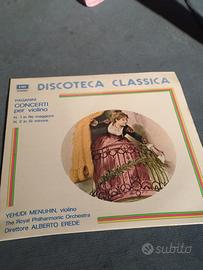 EMI
DISCOTECA CLASSICA
PAGANINI
CONCERTI
per violino
N. 1 in Re maggiore
N. 2 in Si minore
YEHUDI MENUHIN, violino
The Royal Philharmonic Orchestra
Direttore ALBERTO EREDE
subito